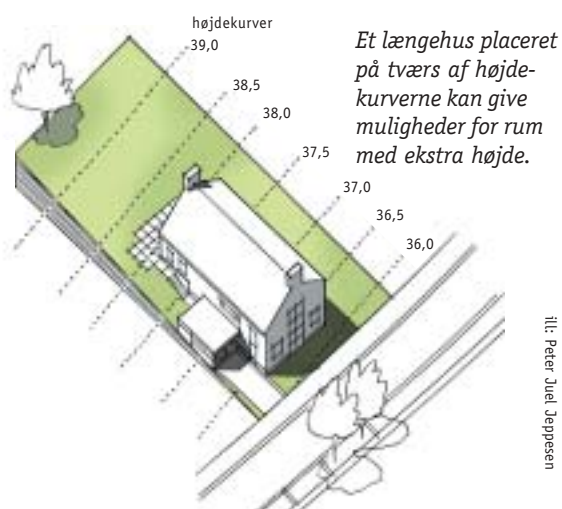 højdekurver
39,0
38,5
38,0
37,5
37,0
36,5
36,0
Et længehus placeret
på tværs af højde-
kurverne kan give
muligheder for rum
med ekstra højde.
ill: Peter Juel Jeppesen